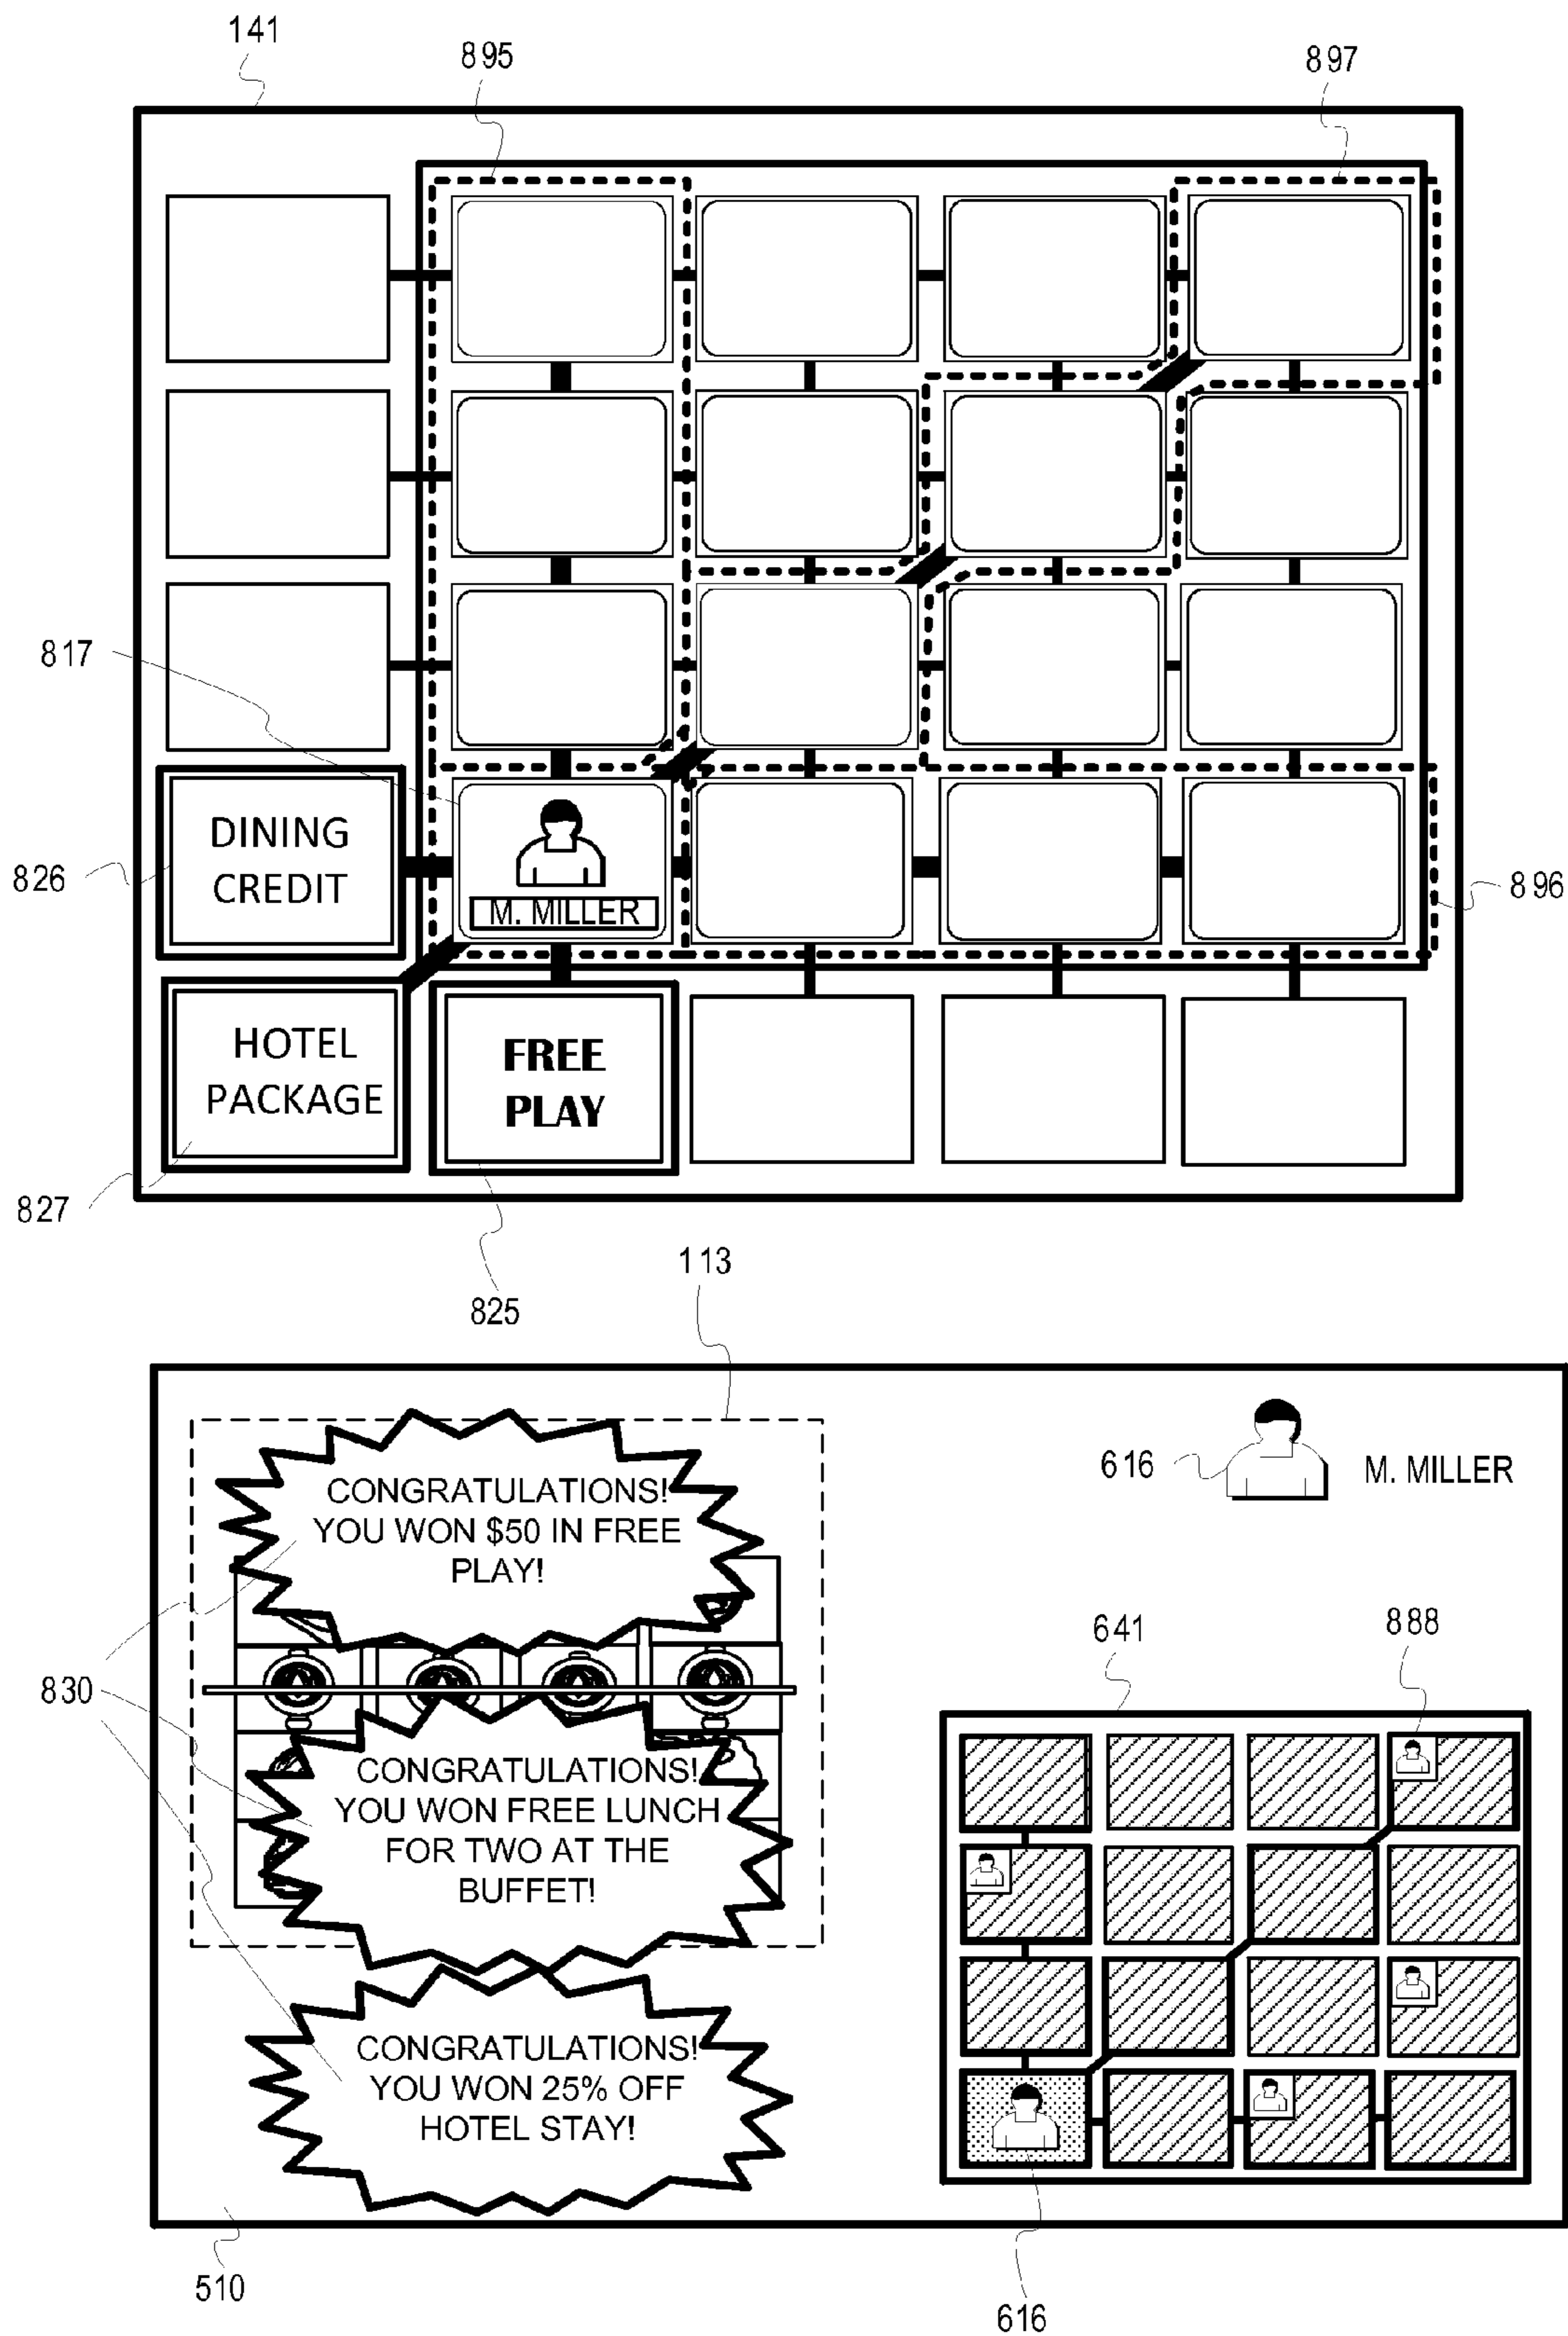 141
895
897
817
DINING
CREDIT
826
M. MILLER
896
HOTEL
PACKAGE
FREE
PLAY
827
825
113
CONGRATULATIONS!
YOU WON $50 IN FREE
PLAY!
616
M. MILLER
641
888
830
CONGRATULATIONS!
YOU WON FREE LUNCH
FOR TWO AT THE
BUFFET!
CONGRATULATIONS!
YOU WON 25% OFF
HOTEL STAY!
510
616